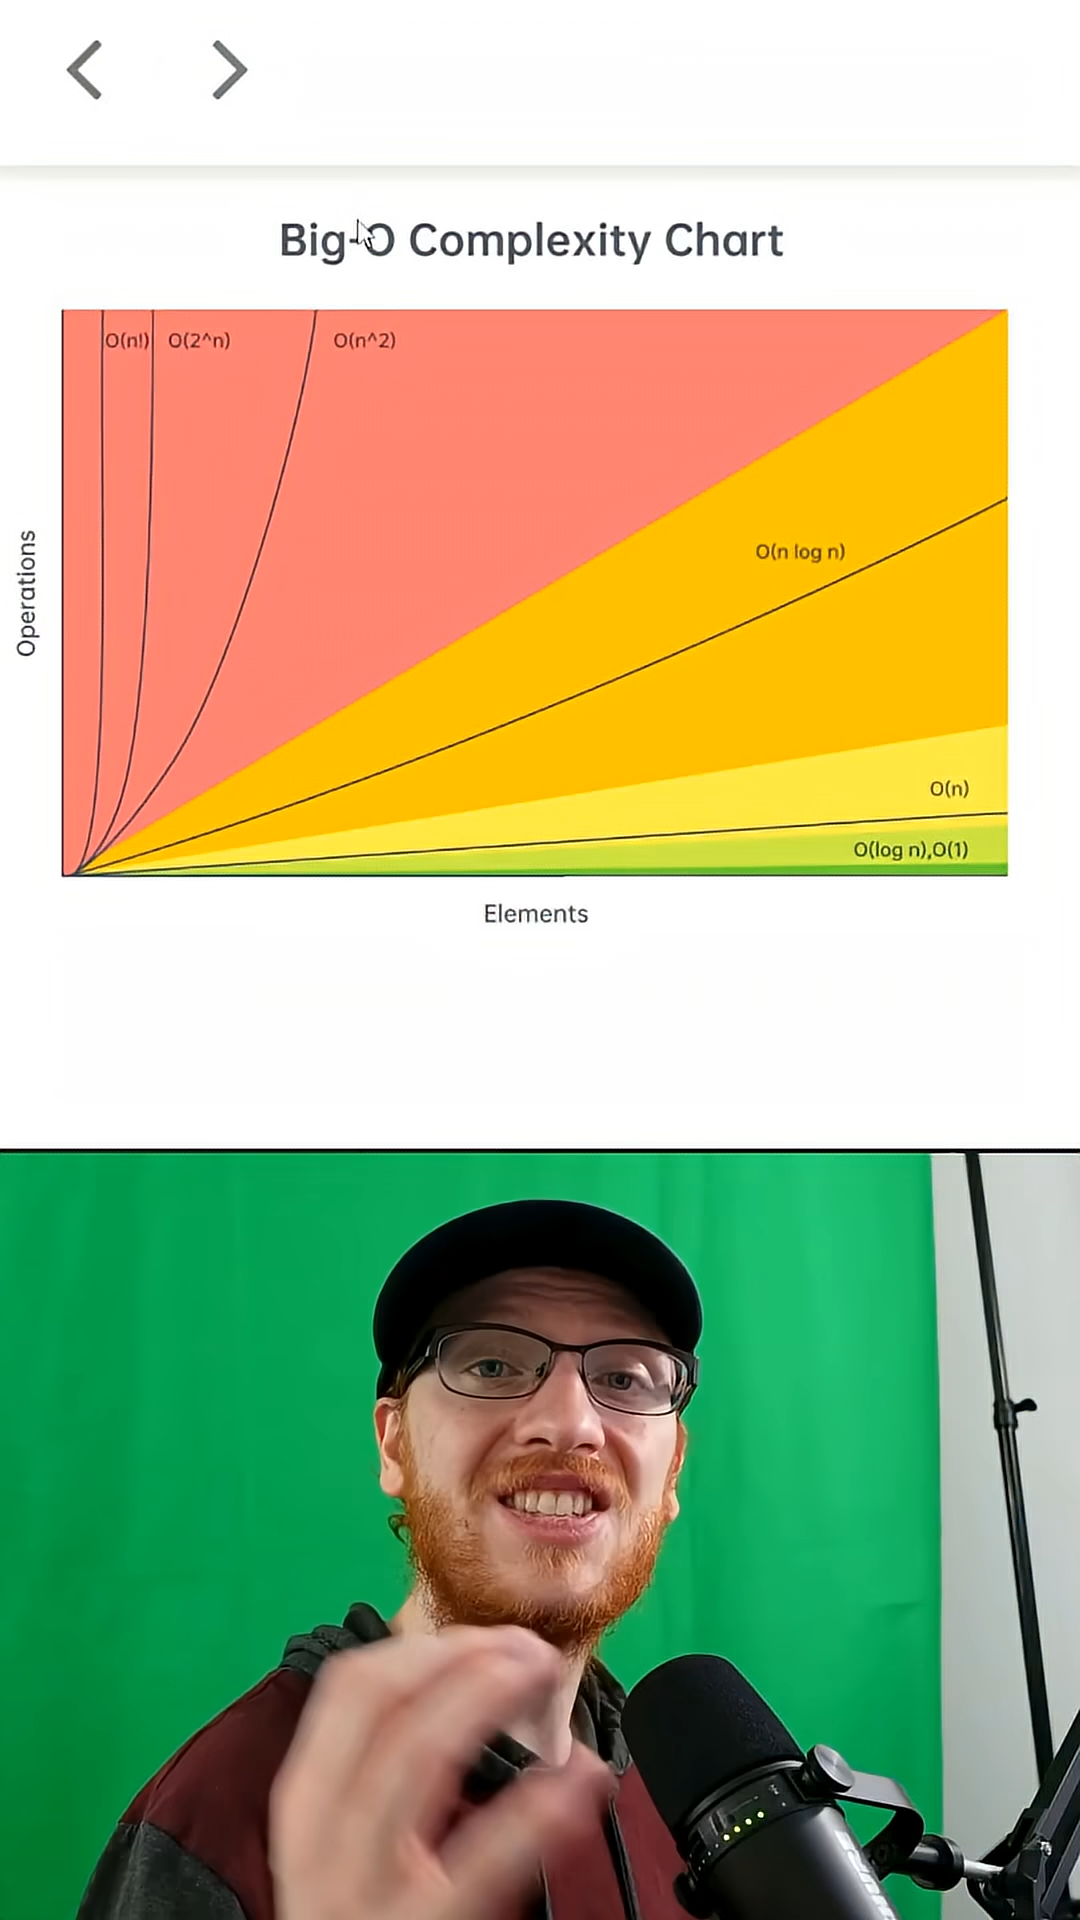 Big-O Complexity Chart
O(n!) O(2^n) O(n^2)
O(n log n)
O(n)
O(log n),O(1)
Operations
Elements